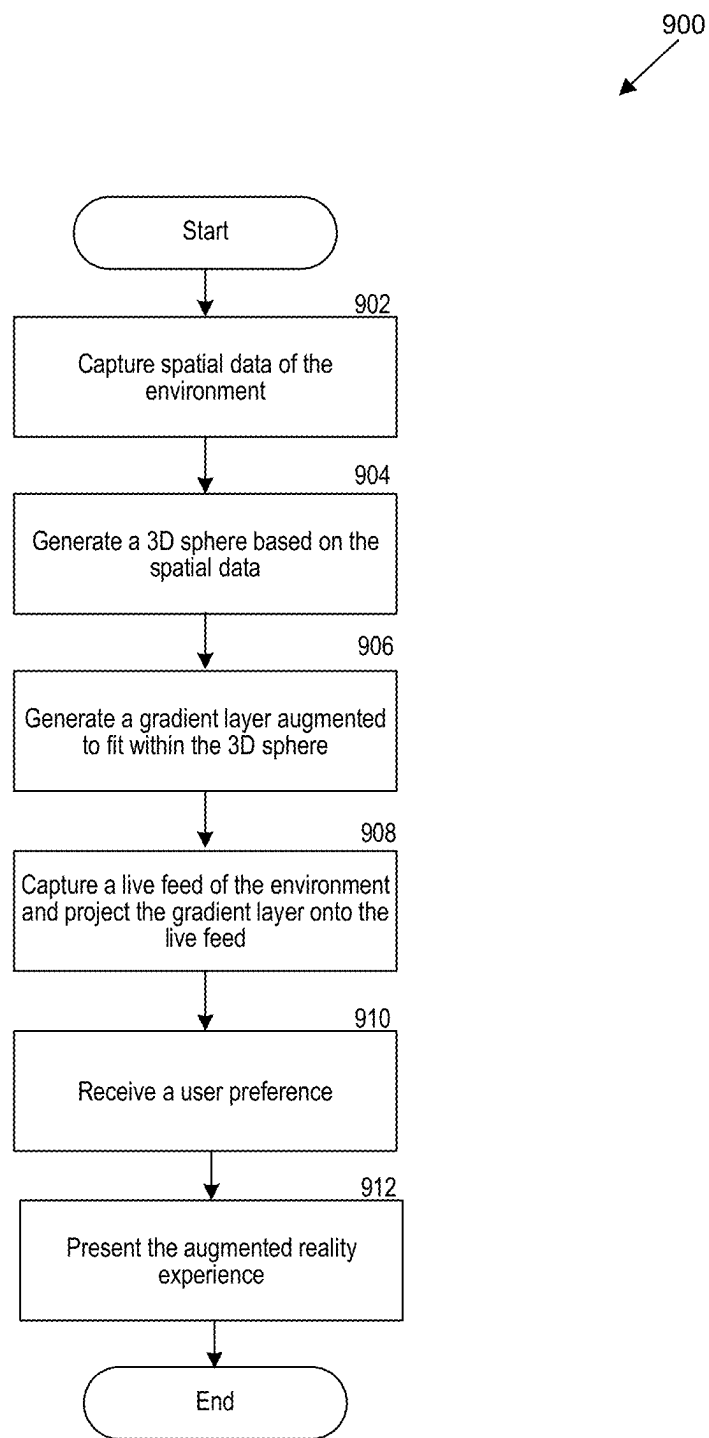 900
Start
902
Capture spatial data of the
environment
904
Generate a 3D sphere based on the
spatial data
906
Generate a gradient layer augmented
to fit within the 3D sphere
908
Capture a live feed of the environment
and project the gradient layer onto the
live feed
910
Receive a user preference
912
Present the augmented reality
experience
End